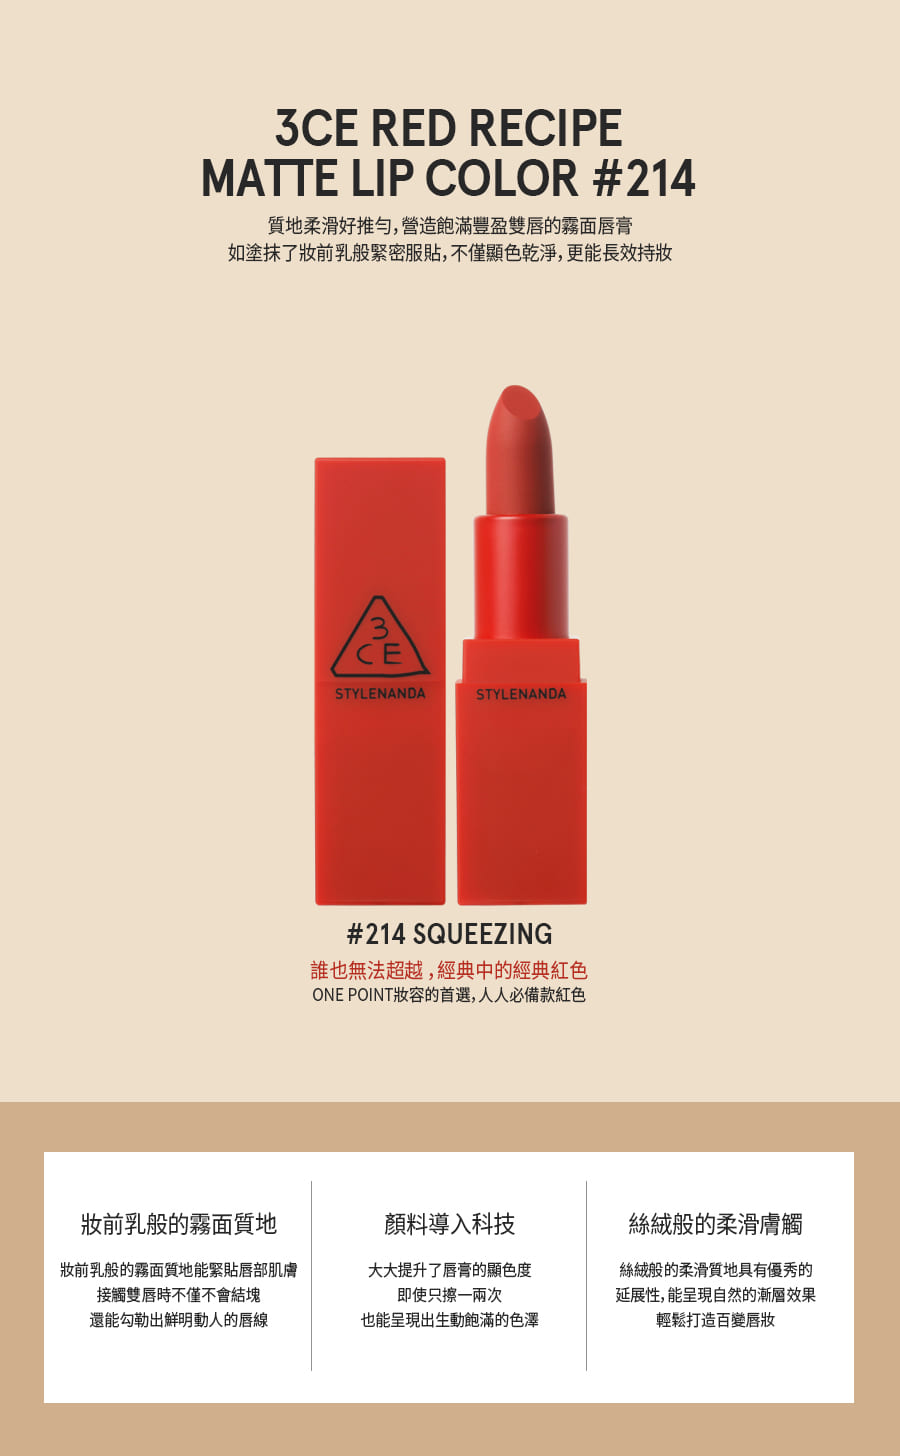 3CE RED RECIPE
MATTE LIP COLOR #214
質地柔滑好推勻,營造飽滿豐盈雙唇的霧面唇膏
如塗抹了妝前乳般緊密服貼,不僅顯色乾淨,更能長效持妝
3
CE
STYLENANDA
STYLENANDA
#214 SQUEEZING
誰也無法超越,經典中的經典紅色
ONE POINT妝容的首選,人人必備款紅色
妝前乳般的霧面質地
妝前乳般的霧面質地能緊貼唇部肌膚
接觸雙唇時不僅不會結塊
還能勾勒出鮮明動人的唇線
顏料導入科技
大大提升了唇膏的顯色度
即使只擦一兩次
也能呈現出生動飽滿的色澤
絲絨般的柔滑膚觸
絲絨般的柔滑質地具有優秀的
延展性,能呈現自然的漸層效果
輕鬆打造百變唇妝